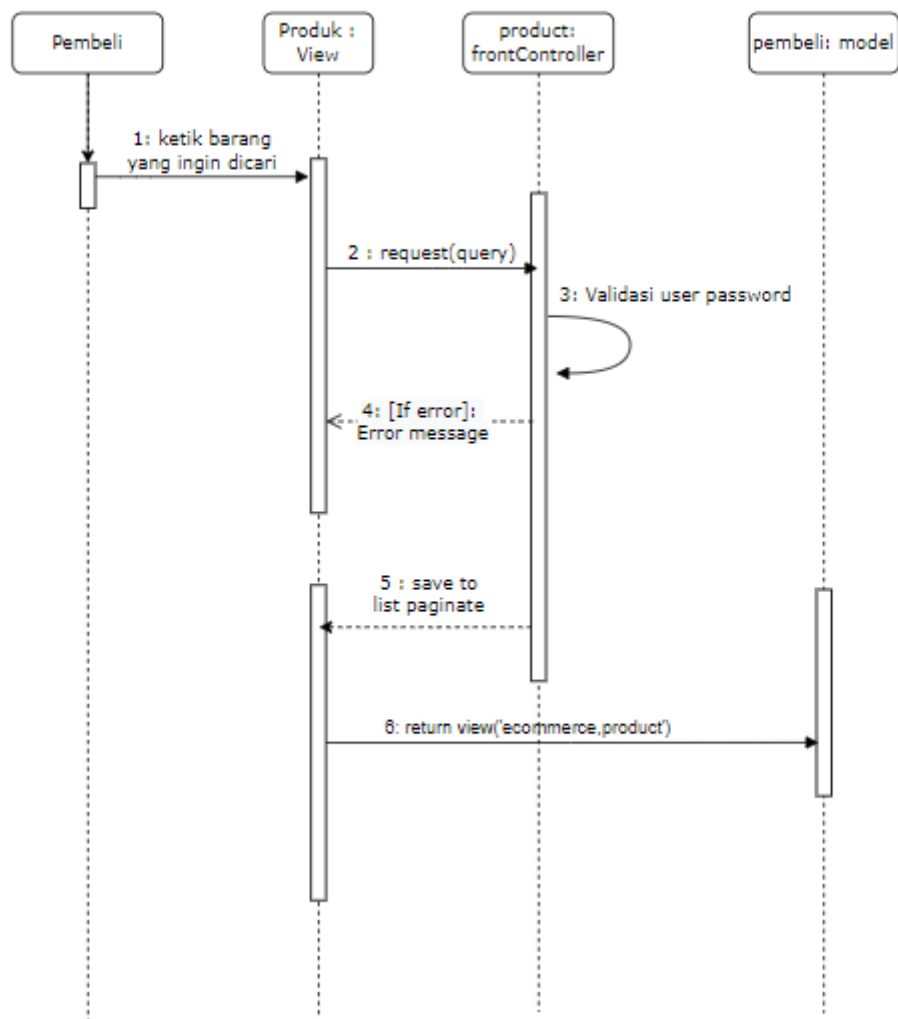 Pembeli
Produk :
View
product:
frontController
pembeli: model
1: ketik barang
yang ingin dicari
2 : request(query)
3: Validasi user password
4: [If error]:
Error message
5 : save to
list paginate
6: return view('ecommerce,product')